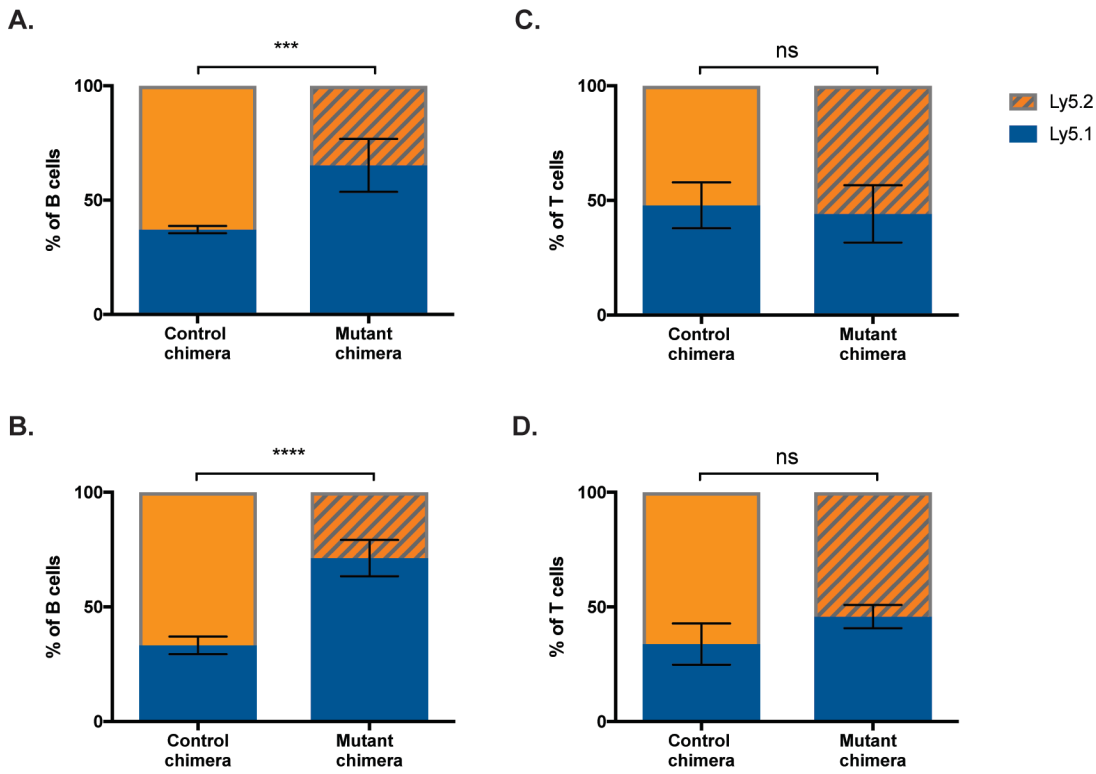 A.
***
100
50
0
% of B cells
Control
chimera
Mutant
chimera
C.
ns
100
50
0
% of T cells
Control
chimera
Mutant
chimera
Ly5.2
Ly5.1
B.
****
100
50
0
% of B cells
Control
chimera
Mutant
chimera
D.
ns
100
50
0
% of T cells
Control
chimera
Mutant
chimera